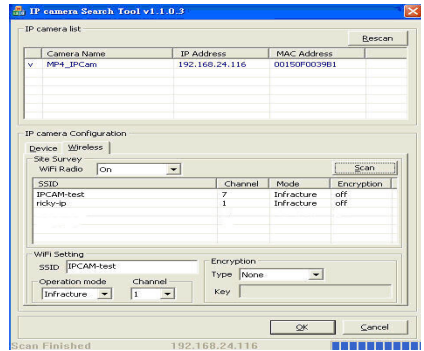 IP camera Search Tool v1.1.0.3
IP camera list
Rescan
Camera Name IP Address MAC Address
v MP4_IPCam 192.168.24.116 00150F0039B1
IP camera Configuration
Device Wireless
Site Survey
WiFi Radio On Scan
SSID Channel Mode Encryption
IPCAM-test 7 Infracture off
ricky-ip 1 Infracture off
WiFi Setting
SSID IPCAM-test
Encryption
Type None
Operation mode Channel
Infracture 1
Key
OK Cancel
Scan Finished 192.168.24.116